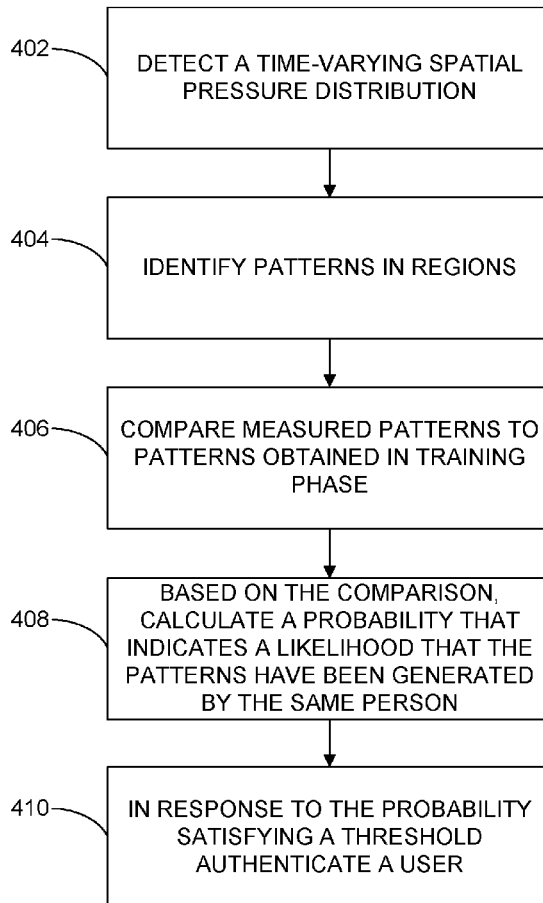 402
DETECT A TIME-VARYING SPATIAL
PRESSURE DISTRIBUTION
404
IDENTIFY PATTERNS IN REGIONS
406
COMPARE MEASURED PATTERNS TO
PATTERNS OBTAINED IN TRAINING
PHASE
408
BASED ON THE COMPARISON,
CALCULATE A PROBABILITY THAT
INDICATES A LIKELIHOOD THAT THE
PATTERNS HAVE BEEN GENERATED
BY THE SAME PERSON
410
IN RESPONSE TO THE PROBABILITY
SATISFYING A THRESHOLD
AUTHENTICATE A USER